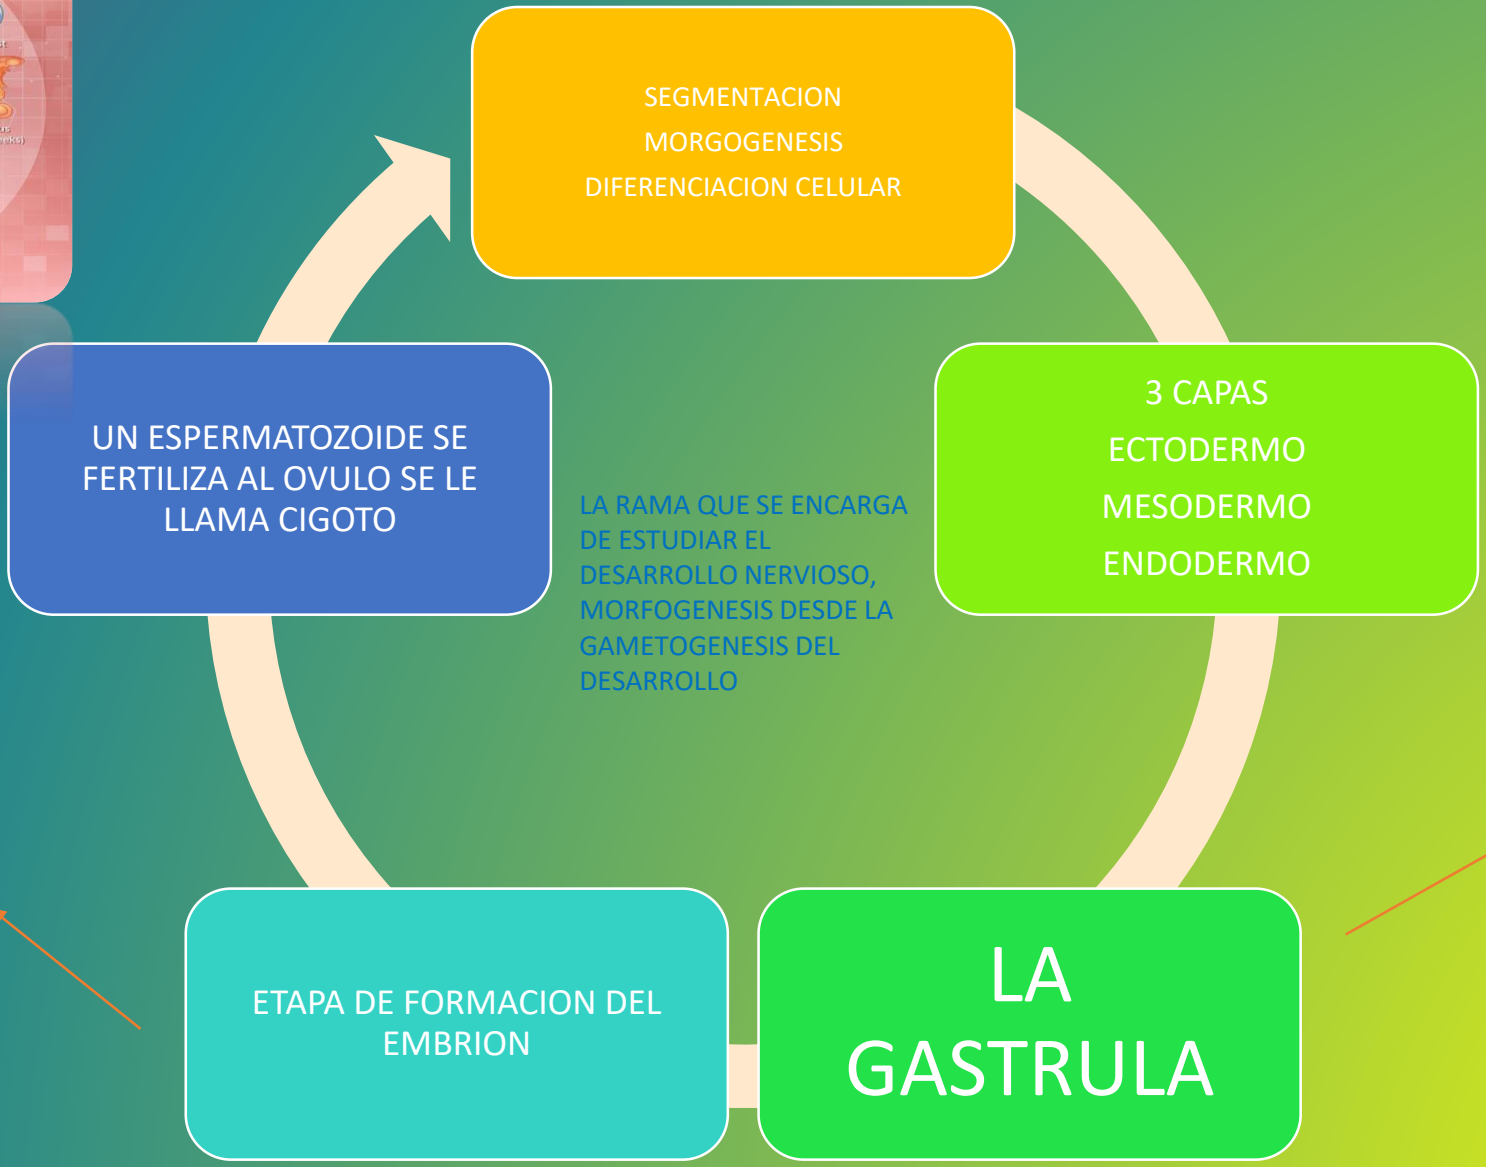 SEGMENTACION
MORGOGENESIS
DIFERENCIACION CELULAR
3 CAPAS
ECTODERMO
MESODERMO
ENDODERMO
LA
GASTRULA
ETAPA DE FORMACION DEL
EMBRION
UN ESPERMATOZOIDE SE
FERTILIZA AL OVULO SE LE
LLAMA CIGOTO
LA RAMA QUE SE ENCARGA
DE ESTUDIAR EL
DESARROLLO NERVIOSO,
MORFOGENESIS DESDE LA
GAMETOGENESIS DEL
DESARROLLO